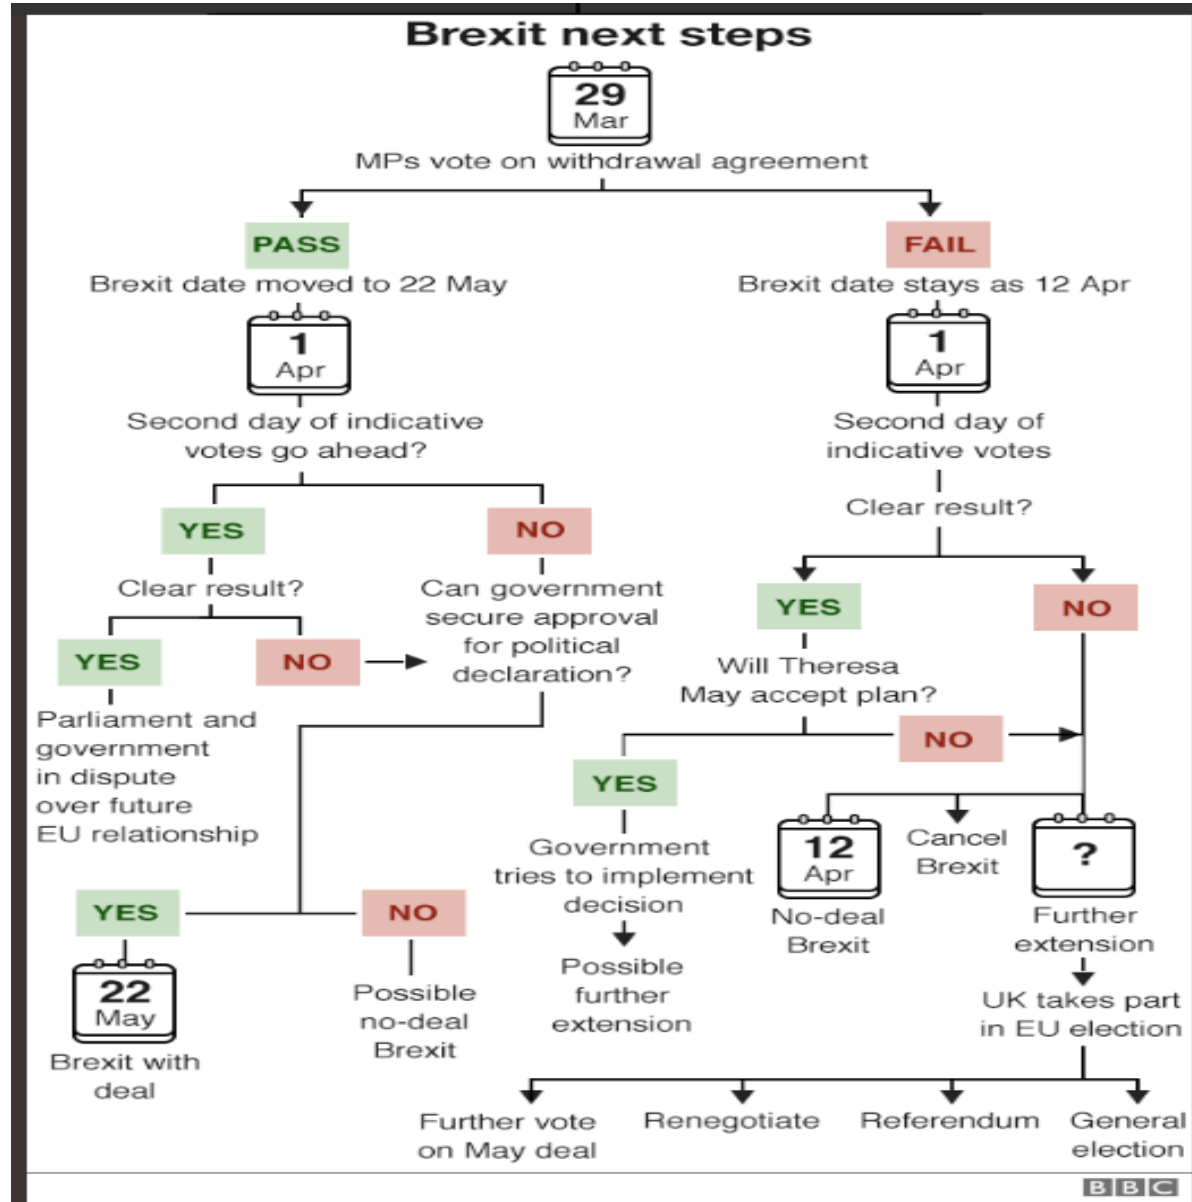 Brexit next steps
29
Mar
MPs vote on withdrawal agreement
PASS
Brexit date moved to 22 May
1
Apr
Second day of indicative
votes go ahead?
YES
Clear result?
YES
Parliament and
government
in dispute
over future
EU relationship
NO
NO
Can government
secure approval
for political
declaration?
YES
22
May
Brexit with
deal
NO
Possible
no-deal
Brexit
FAIL
Brexit date stays as 12 Apr
1
Apr
Second day of
indicative votes
Clear result?
YES
Will Theresa
May accept plan?
YES
Government
tries to implement
decision
Possible
further
extension
NO
NO
12
Apr
No-deal
Brexit
Cancel
Brexit
?
Further
extension
UK takes part
in EU election
Further vote
on May deal
Renegotiate
Referendum
General
election
BBC